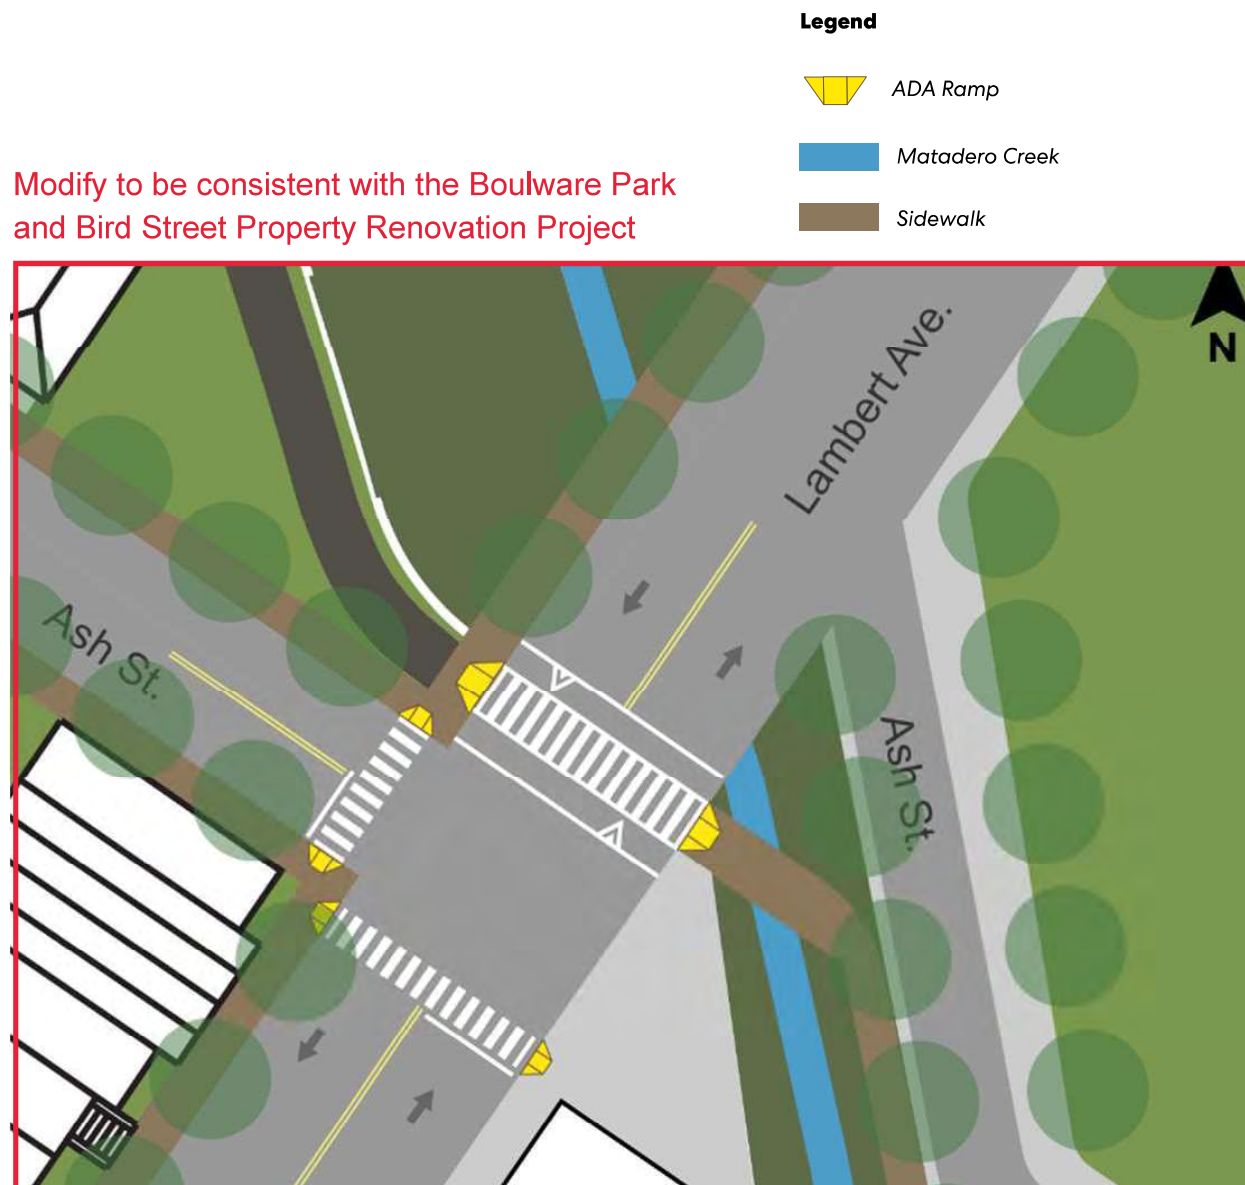 Legend
ADA Ramp
Matadero Creek
Sidewalk
Modify to be consistent with the Boulware Park
and Bird Street Property Renovation Project
N
Lambert Ave.
Ash St.
Ash St.